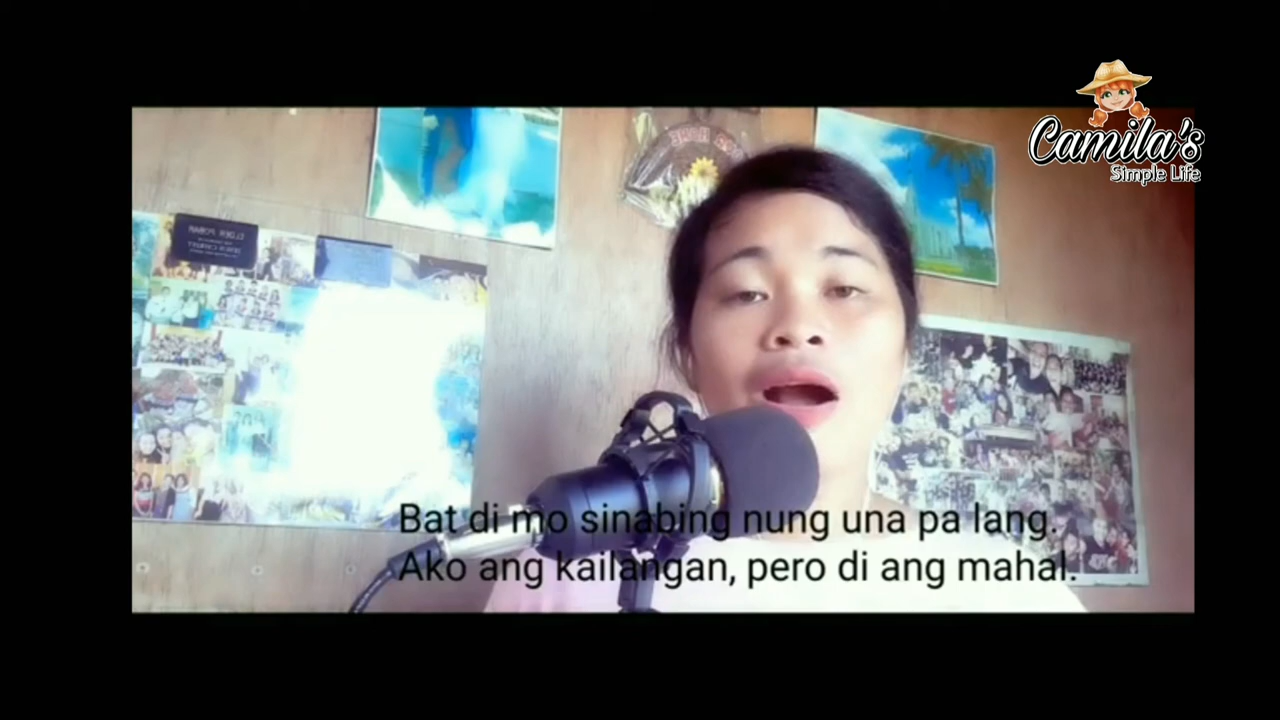 Camila's
Simple Life
Bat di mo sinabing nung una pa lang.
Ako ang kailangan, pero di ang mahal.